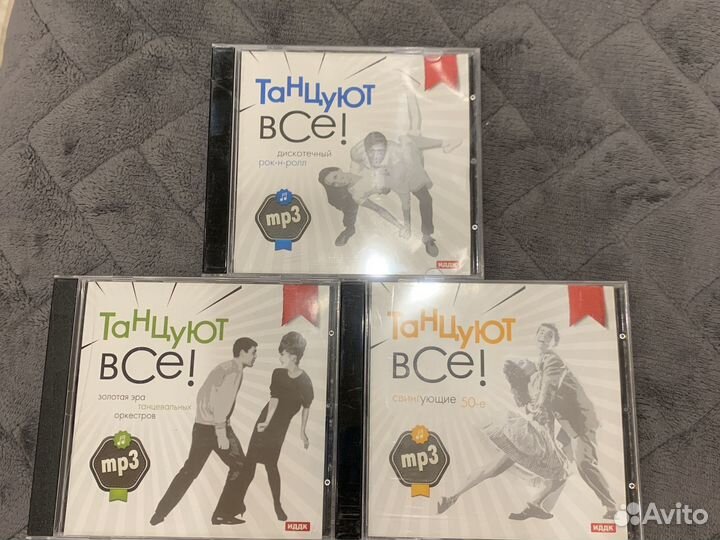 Танцуют
все!
дискотечный
рок-н-ролл
mp3
ИДДК
Танцуют
все!
золотая эра
танцевальных
оркестров
mp3
ИДДК
Танцуют
все!
свингующие 50-е
mp3
ИДДК
Avito